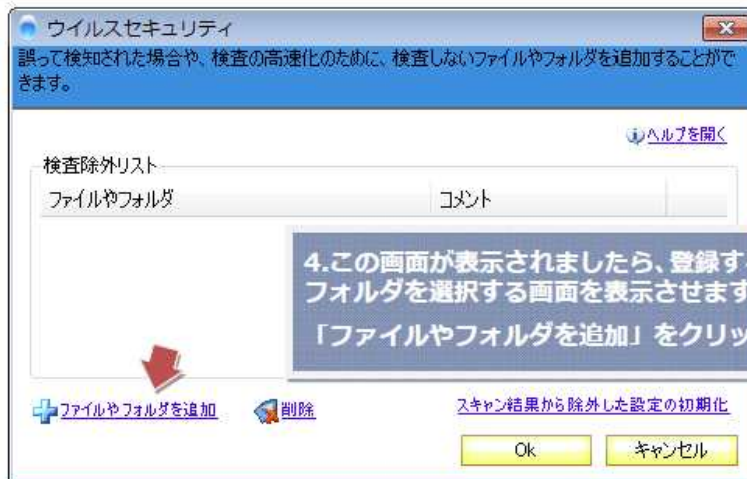 ウイルスセキュリティ
誤って検知された場合や、検査の高速化のために、検査しないファイルやフォルダを追加することがで
きます。
ヘルプを開く
検査除外リスト
ファイルやフォルダ
コメント
4.この画面が表示されましたら、登録す
フォルダを選択する画面を表示させます
「ファイルやフォルダを追加」をクリッ
ファイルやフォルダを追加
削除
スキャン結果から除外した設定の初期化
Ok
キャンセル